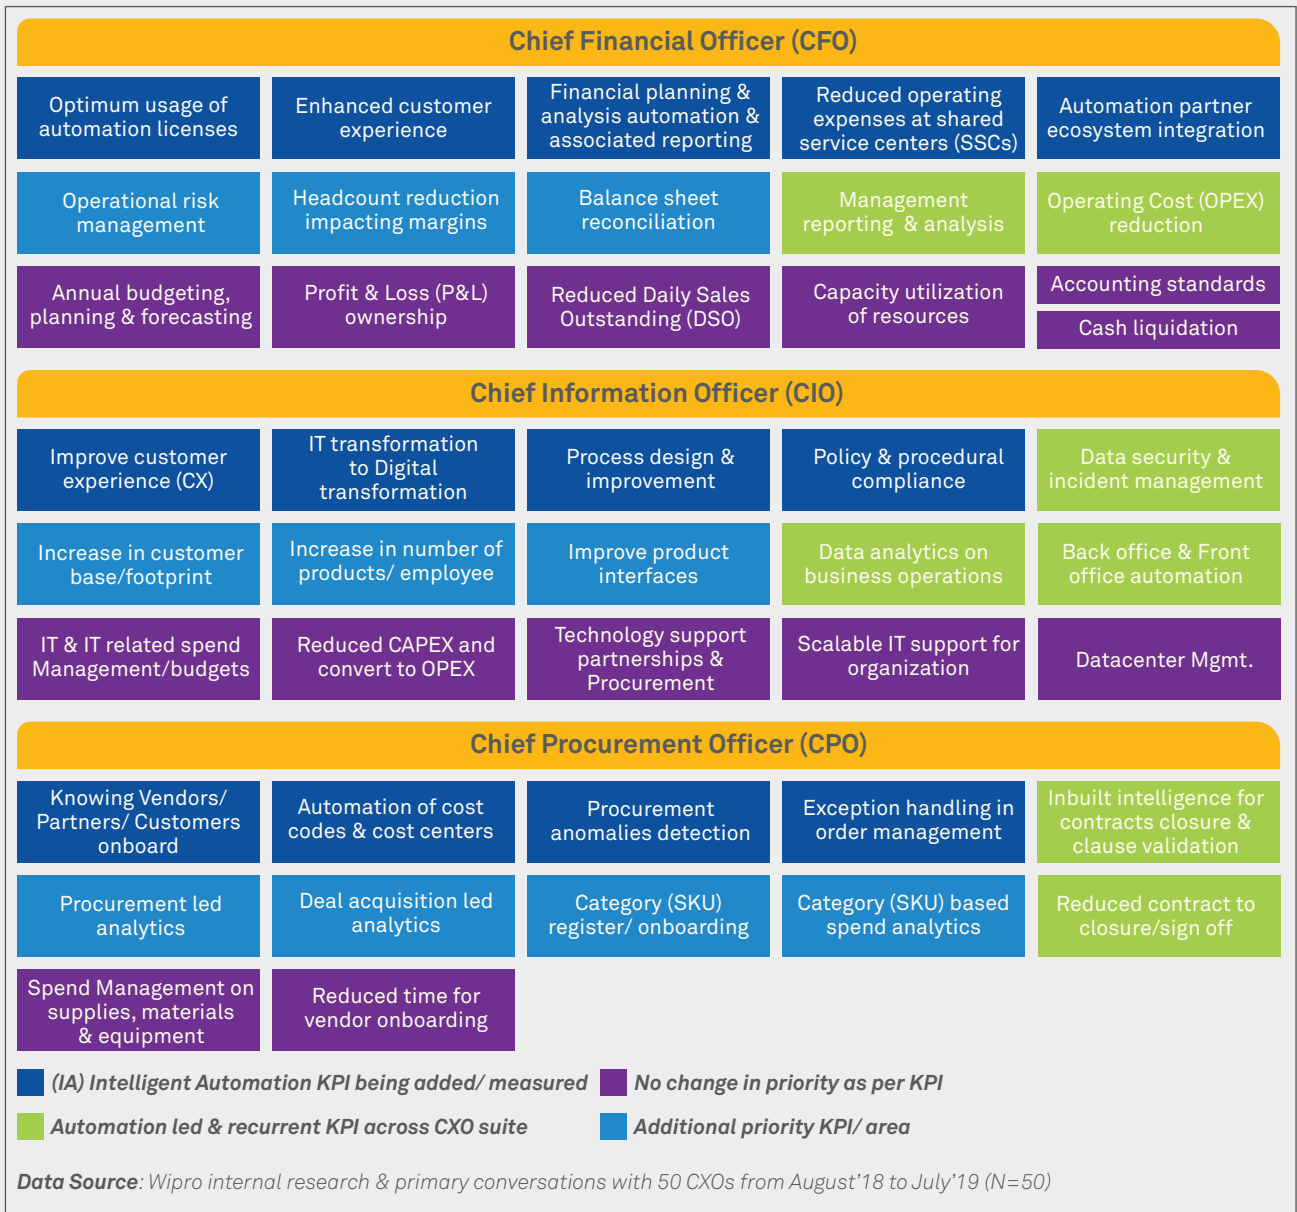 Chief Financial Officer (CFO)
Optimum usage of
automation licenses
Enhanced customer
experience
Financial planning &
analysis automation &
associated reporting
Reduced operating
expenses at shared
service centers (SSCs)
Automation partner
ecosystem integration
Operational risk
management
Headcount reduction
impacting margins
Balance sheet
reconciliation
Management
reporting & analysis
Operating Cost (OPEX)
reduction
Annual budgeting,
planning & forecasting
Profit & Loss (P&L)
ownership
Reduced Daily Sales
Outstanding (DSO)
Capacity utilization
of resources
Accounting standards
Cash liquidation
Chief Information Officer (CIO)
Improve customer
experience (CX)
IT transformation
to Digital
transformation
Process design &
improvement
Policy & procedural
compliance
Data security &
incident management
Increase in customer
base/footprint
Increase in number of
products/ employee
Improve product
interfaces
Data analytics on
business operations
Back office & Front
office automation
IT & IT related spend
Management/budgets
Reduced CAPEX and
convert to OPEX
Technology support
partnerships &
Procurement
Scalable IT support for
organization
Datacenter Mgmt.
Chief Procurement Officer (CPO)
Knowing Vendors/
Partners/ Customers
onboard
Automation of cost
codes & cost centers
Procurement
anomalies detection
Exception handling in
order management
Inbuilt intelligence for
contracts closure &
clause validation
Procurement led
analytics
Deal acquisition led
analytics
Category (SKU)
register/ onboarding
Category (SKU) based
spend analytics
Reduced contract to
closure/sign off
Spend Management on
supplies, materials
& equipment
Reduced time for
vendor onboarding
(IA) Intelligent Automation KPI being added/ measured
No change in priority as per KPI
Automation led & recurrent KPI across CXO suite
Additional priority KPI/ area
Data Source: Wipro internal research & primary conversations with 50 CXOs from August'18 to July'19 (N=50)